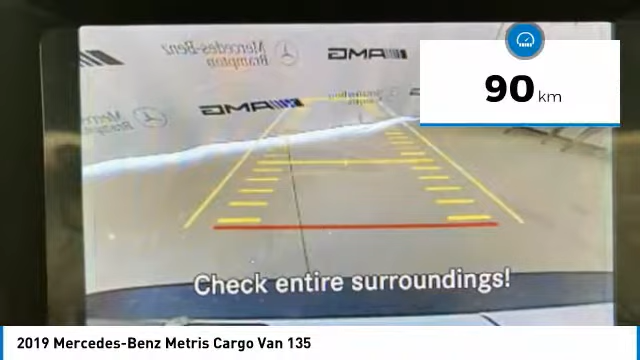 Mercedes-Benz
Brampton
AMG
AMG
90 km
Check entire surroundings!
2019 Mercedes-Benz Metris Cargo Van 135